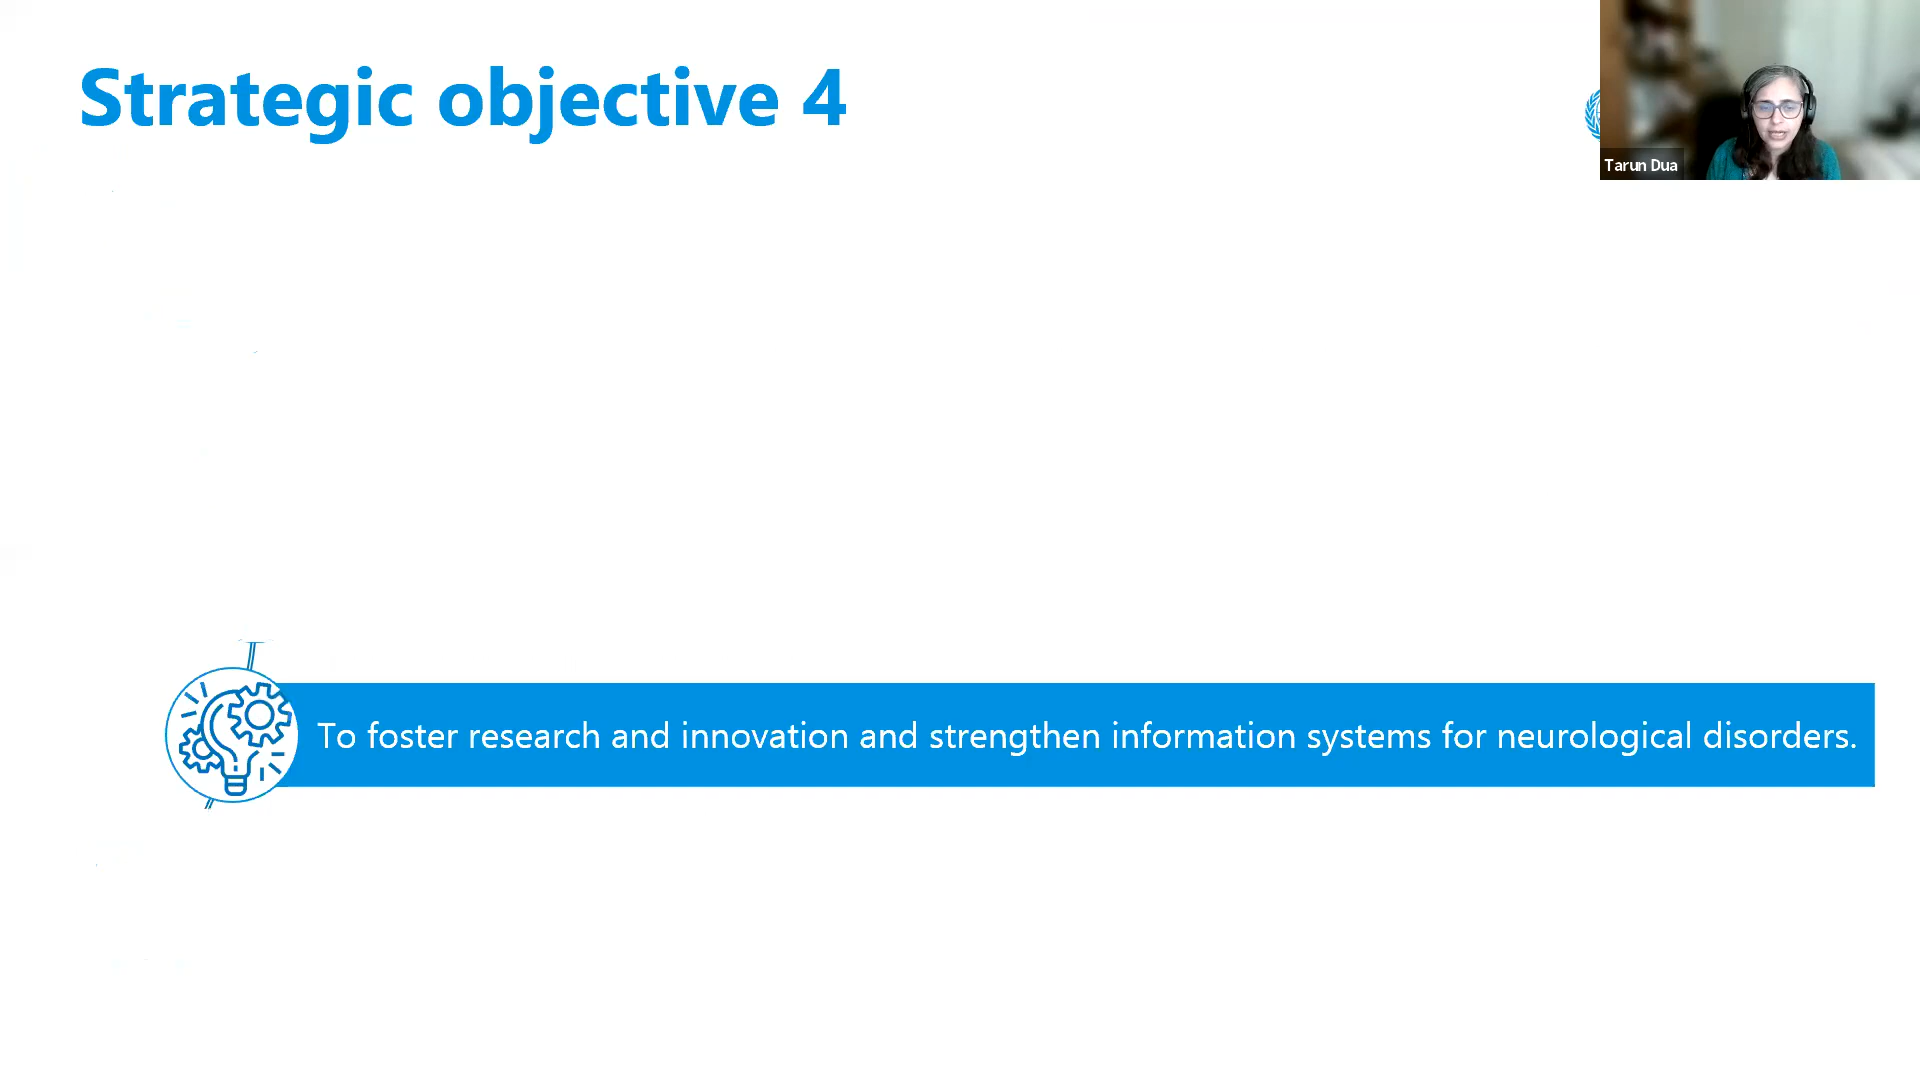 Strategic objective 4
Tarun Dua
To foster research and innovation and strengthen information systems for neurological disorders.